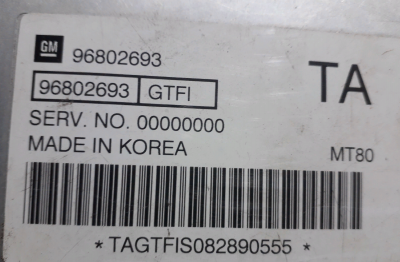 GM 96802693
96802693 GTFI TA
SERV. NO. 00000000
MADE IN KOREA MT80
*TAGTFIS082890555*